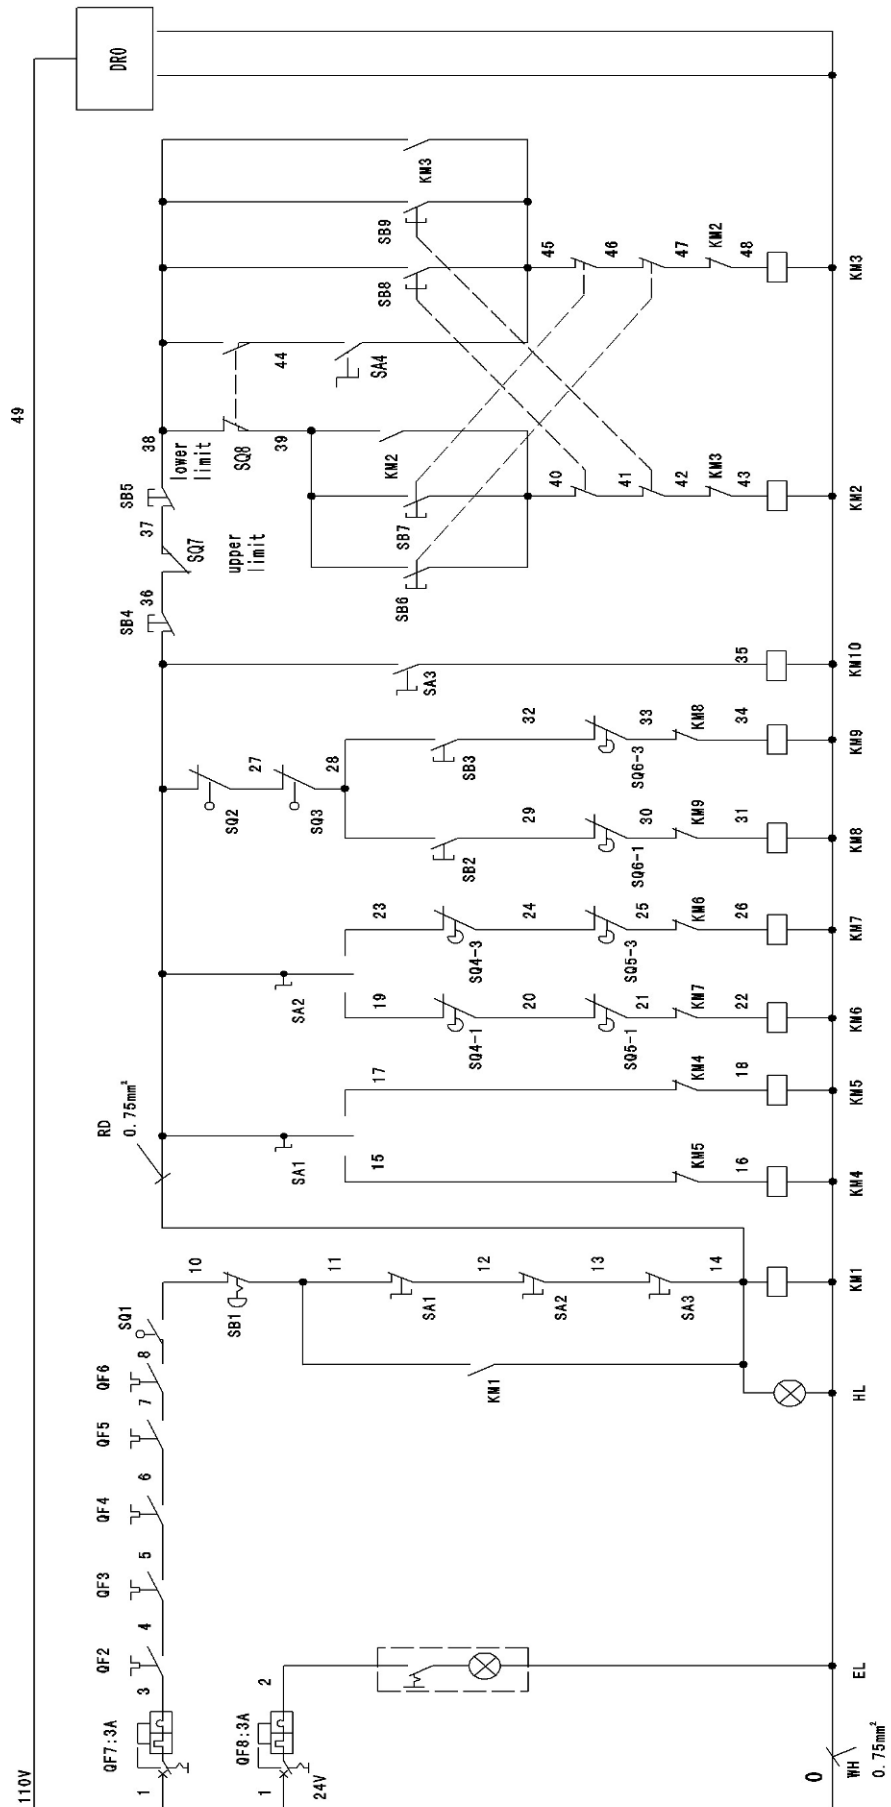 110V
49
DRO
QF7:3A
1
3
QF2
4
QF3
5
QF4
6
QF5
7
QF6
8
SQ1
10
SB1
11
SA1
12
SA2
13
SA3
14
KM1
KM1
HL
QF8:3A
1
24V
2
EL
0
WH
0.75mm²
RD
0.75mm²
SA1
15
KM5
16
KM4
17
KM4
18
KM5
SA2
19
SQ4-1
20
SQ5-1
21
KM7
22
KM6
23
SQ4-3
24
SQ5-3
25
KM6
26
KM7
SQ2
27
SQ3
28
SB2
29
SQ6-1
30
KM9
31
KM8
SB3
32
SQ6-3
33
KM8
34
KM9
SA3
35
KM10
SB4
36
SQ7
upper
limit
37
SB5
38
lower
limit
SQ8
39
SB6
SB7
KM2
40
41
42
KM3
43
KM2
44
SA4
SB8
SB9
KM3
45
46
47
KM2
48
KM3